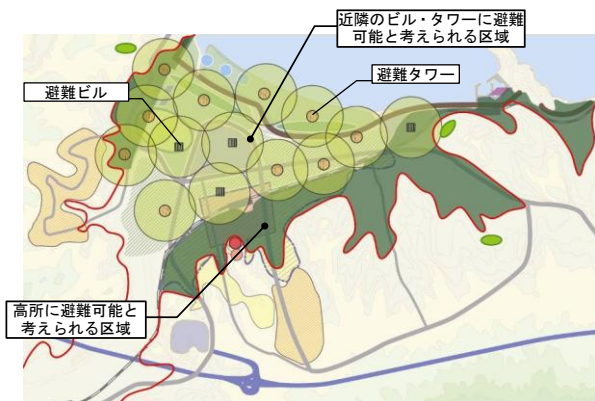 近隣のビル・タワーに避難
可能と考えられる区域
避難ビル
避難タワー
高所に避難可能と
考えられる区域